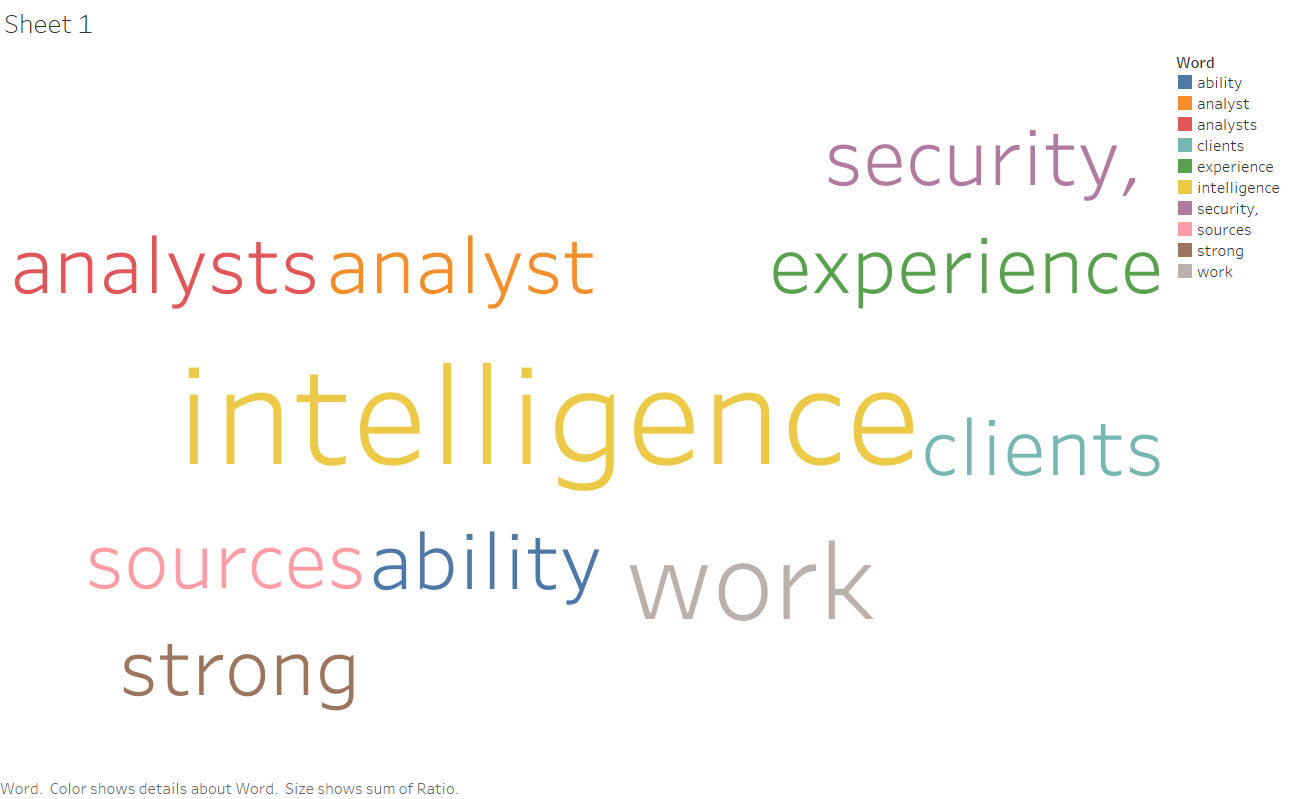 Sheet 1
Word
ability
analyst
analysts
clients
experience
intelligence
security,
sources
strong
work
security,
analysts analyst experience
intelligence clients
sources ability work
strong
Word. Color shows details about Word. Size shows sum of Ratio.